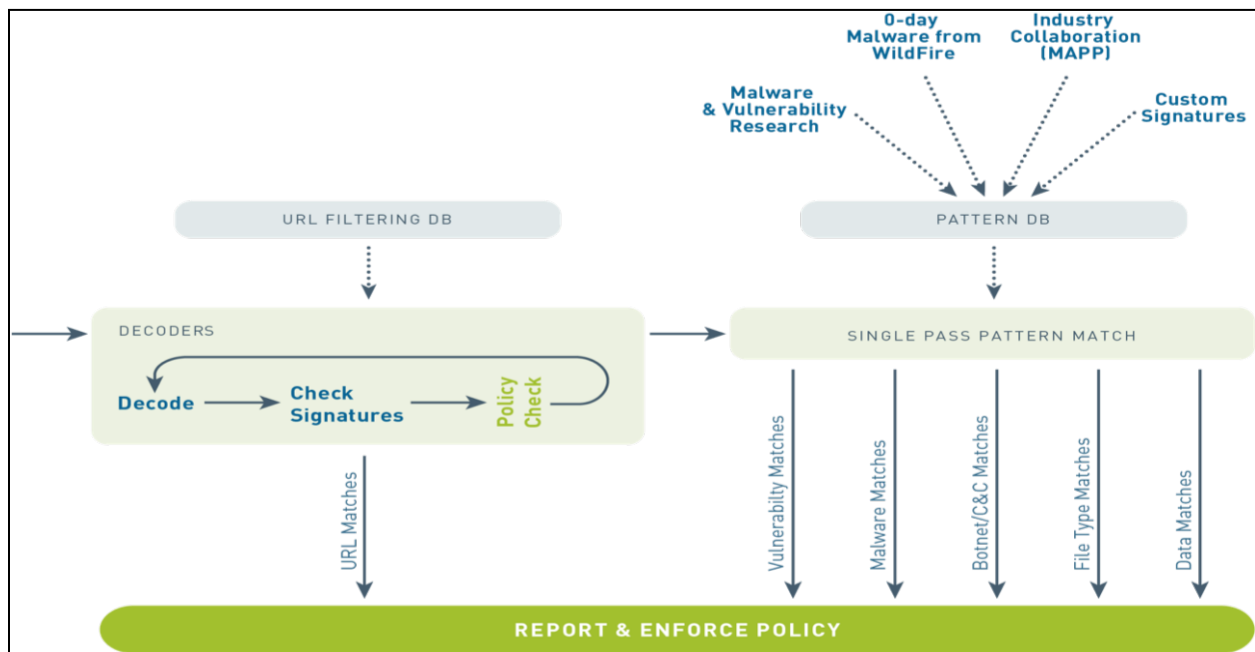 0-day
Malware from
WildFire
Industry
Collaboration
(MAPP)
Malware
& Vulnerability
Research
Custom
Signatures
URL FILTERING DB
PATTERN DB
DECODERS
Decode
Check
Signatures
Policy
Check
SINGLE PASS PATTERN MATCH
URL Matches
Vulnerabilty Matches
Malware Matches
Botnet/C&C Matches
File Type Matches
Data Matches
REPORT & ENFORCE POLICY